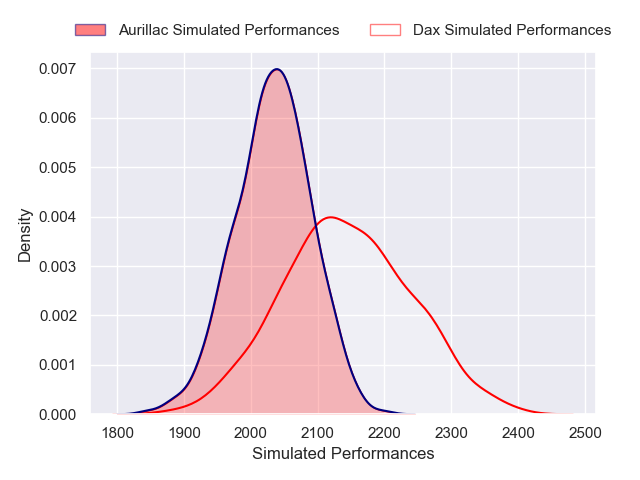 Aurillac Simulated Performances Dax Simulated Performances
0.007
0.006
0.005
0.004
0.003
0.002
0.001
0.000
Density
1800 1900 2000 2100 2200 2300 2400 2500
Simulated Performances